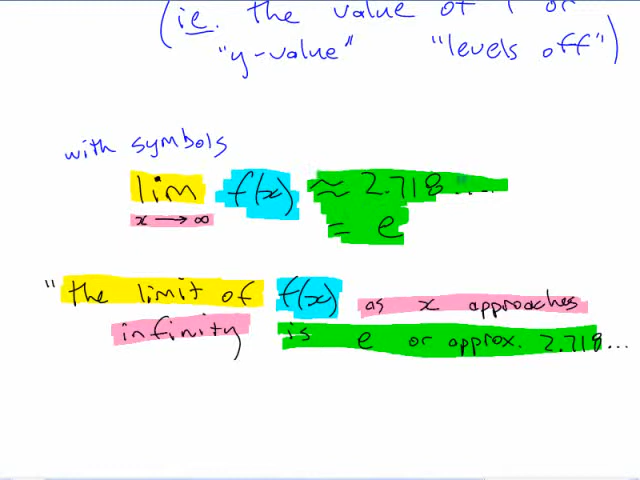 (i.e. the value of f or
"y-value" "levels off")
with symbols
lim f(x) ≈ 2.718 ....
x → ∞
= e
" the limit of f(x) as x approaches
infinity is e or approx. 2.718...